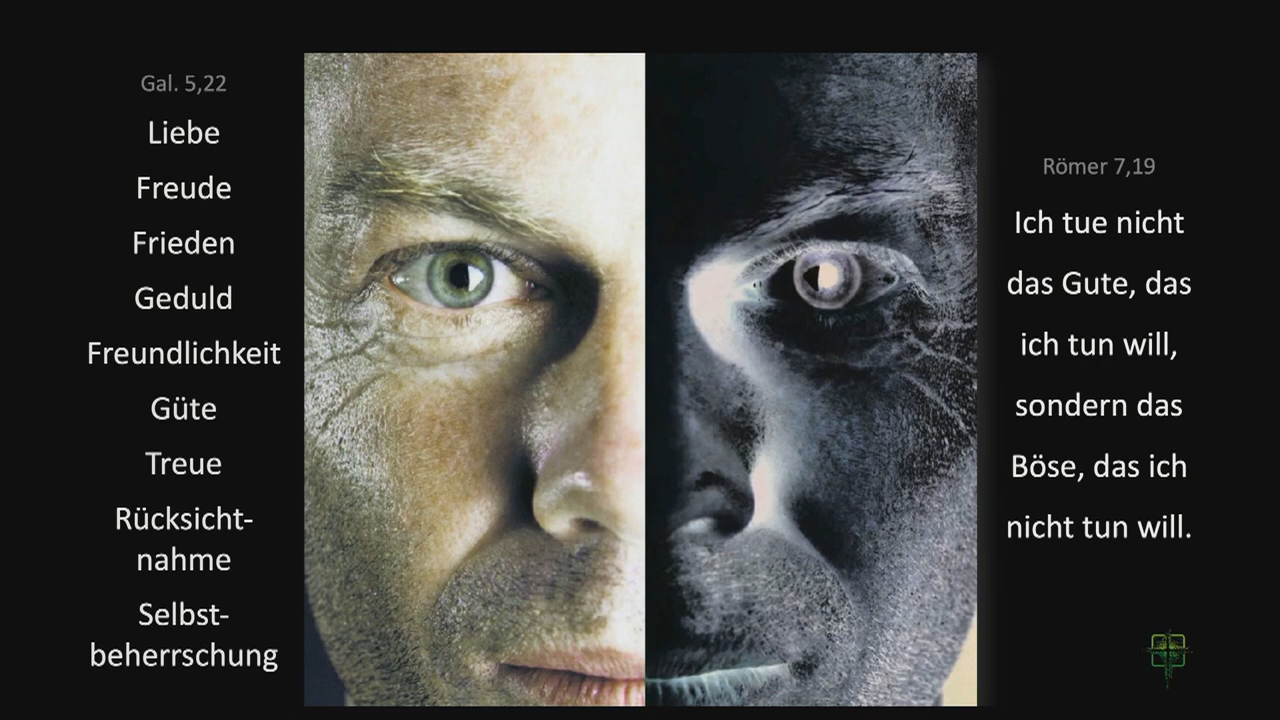 Gal. 5,22
Liebe
Freude
Frieden
Geduld
Freundlichkeit
Güte
Treue
Rücksicht-
nahme
Selbst-
beherrschung
Römer 7,19
Ich tue nicht
das Gute, das
ich tun will,
sondern das
Böse, das ich
nicht tun will.